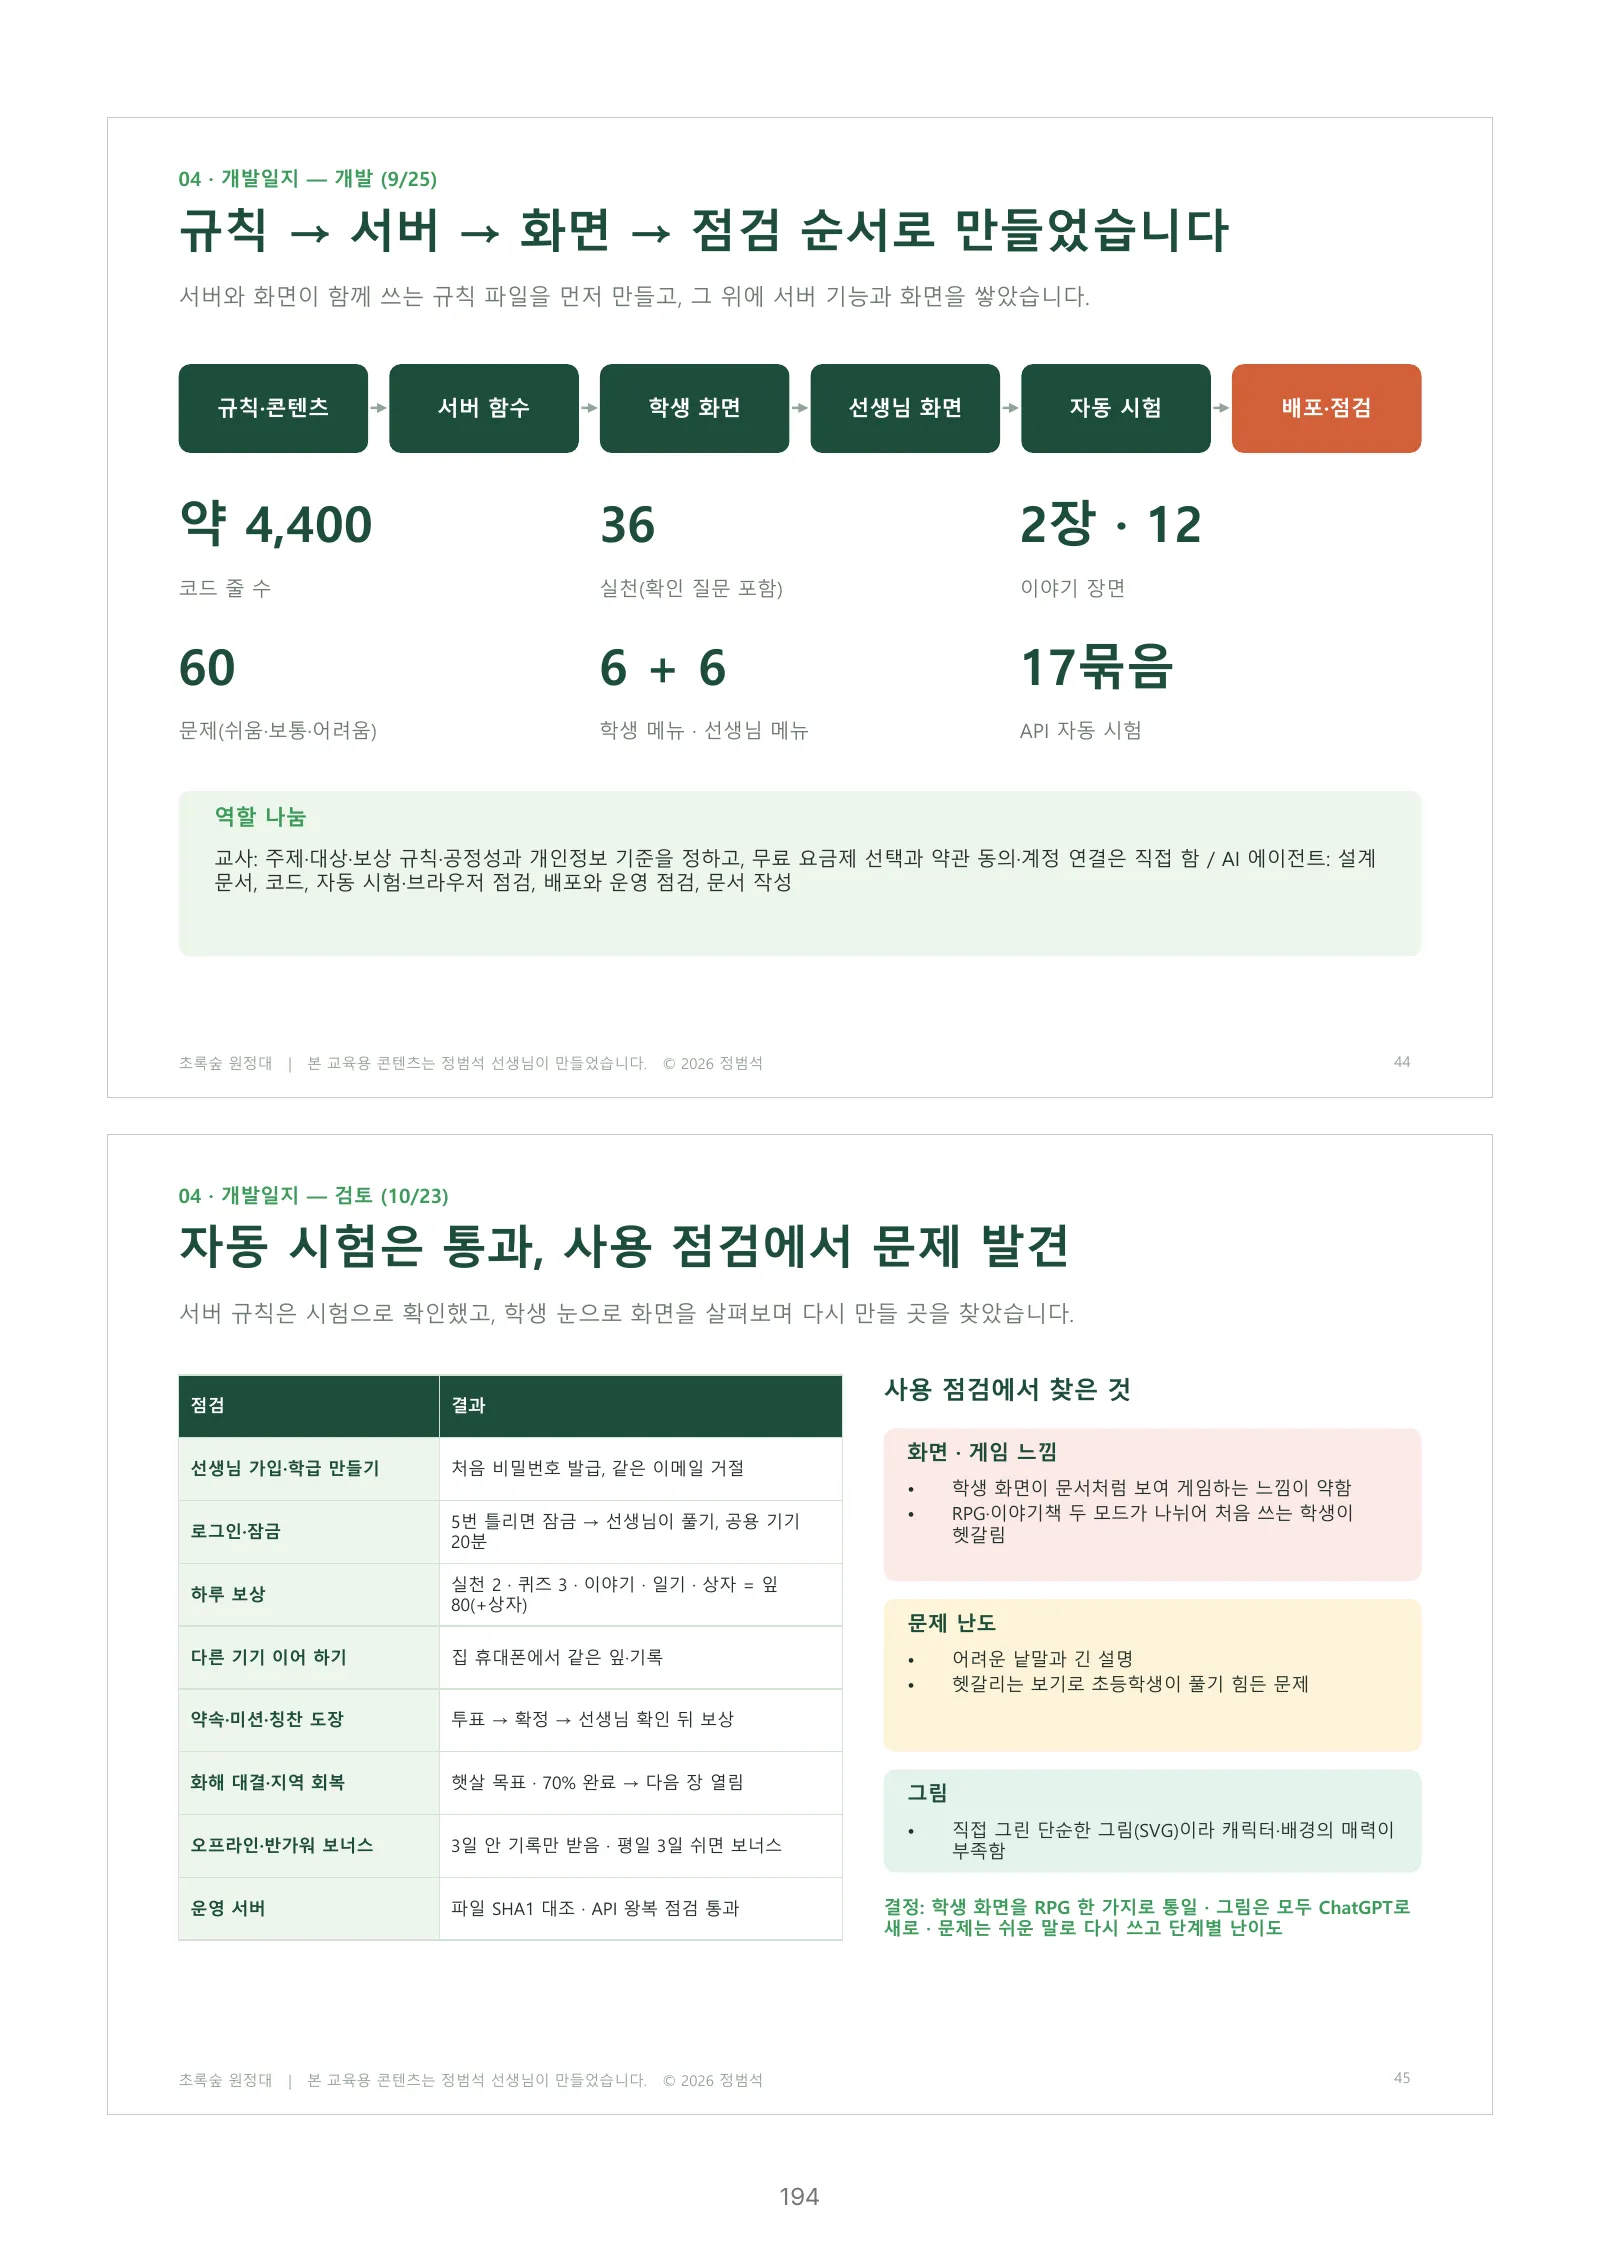 04 · 개발일지 — 개발 (9/25)
규칙 → 서버 → 화면 → 점검 순서로 만들었습니다
서버와 화면이 함께 쓰는 규칙 파일을 먼저 만들고, 그 위에 서버 기능과 화면을 쌓았습니다.
규칙·콘텐츠
서버 함수
학생 화면
선생님 화면
자동 시험
배포·점검
약 4,400
36
2장 · 12
코드 줄 수
실천(확인 질문 포함)
이야기 장면
60
6 + 6
17묶음
문제(쉬움·보통·어려움)
학생 메뉴 · 선생님 메뉴
API 자동 시험
역할 나눔
교사: 주제·대상·보상 규칙·공정성과 개인정보 기준을 정하고, 무료 요금제 선택과 약관 동의·계정 연결은 직접 함 / AI 에이전트: 설계
문서, 코드, 자동 시험·브라우저 점검, 배포와 운영 점검, 문서 작성
초록숲 원정대 | 본 교육용 콘텐츠는 정범석 선생님이 만들었습니다. © 2026 정범석
44
04 · 개발일지 — 검토 (10/23)
자동 시험은 통과, 사용 점검에서 문제 발견
서버 규칙은 시험으로 확인했고, 학생 눈으로 화면을 살펴보며 다시 만들 곳을 찾았습니다.
점검
결과
선생님 가입·학급 만들기
처음 비밀번호 발급, 같은 이메일 거절
로그인·잠금
5번 틀리면 잠금 → 선생님이 풀기, 공용 기기
20분
하루 보상
실천 2 · 퀴즈 3 · 이야기 · 일기 · 상자 = 잎
80(+상자)
다른 기기 이어 하기
집 휴대폰에서 같은 잎·기록
약속·미션·칭찬 도장
투표 → 확정 → 선생님 확인 뒤 보상
화해 대결·지역 회복
햇살 목표 · 70% 완료 → 다음 장 열림
오프라인·반가워 보너스
3일 안 기록만 받음 · 평일 3일 쉬면 보너스
운영 서버
파일 SHA1 대조 · API 왕복 점검 통과
사용 점검에서 찾은 것
화면 · 게임 느낌
• 학생 화면이 문서처럼 보여 게임하는 느낌이 약함
• RPG·이야기책 두 모드가 나뉘어 처음 쓰는 학생이
헷갈림
문제 난도
• 어려운 낱말과 긴 설명
• 헷갈리는 보기로 초등학생이 풀기 힘든 문제
그림
• 직접 그린 단순한 그림(SVG)이라 캐릭터·배경의 매력이
부족함
결정: 학생 화면을 RPG 한 가지로 통일 · 그림은 모두 ChatGPT로
새로 · 문제는 쉬운 말로 다시 쓰고 단계별 난이도
초록숲 원정대 | 본 교육용 콘텐츠는 정범석 선생님이 만들었습니다. © 2026 정범석
45
194